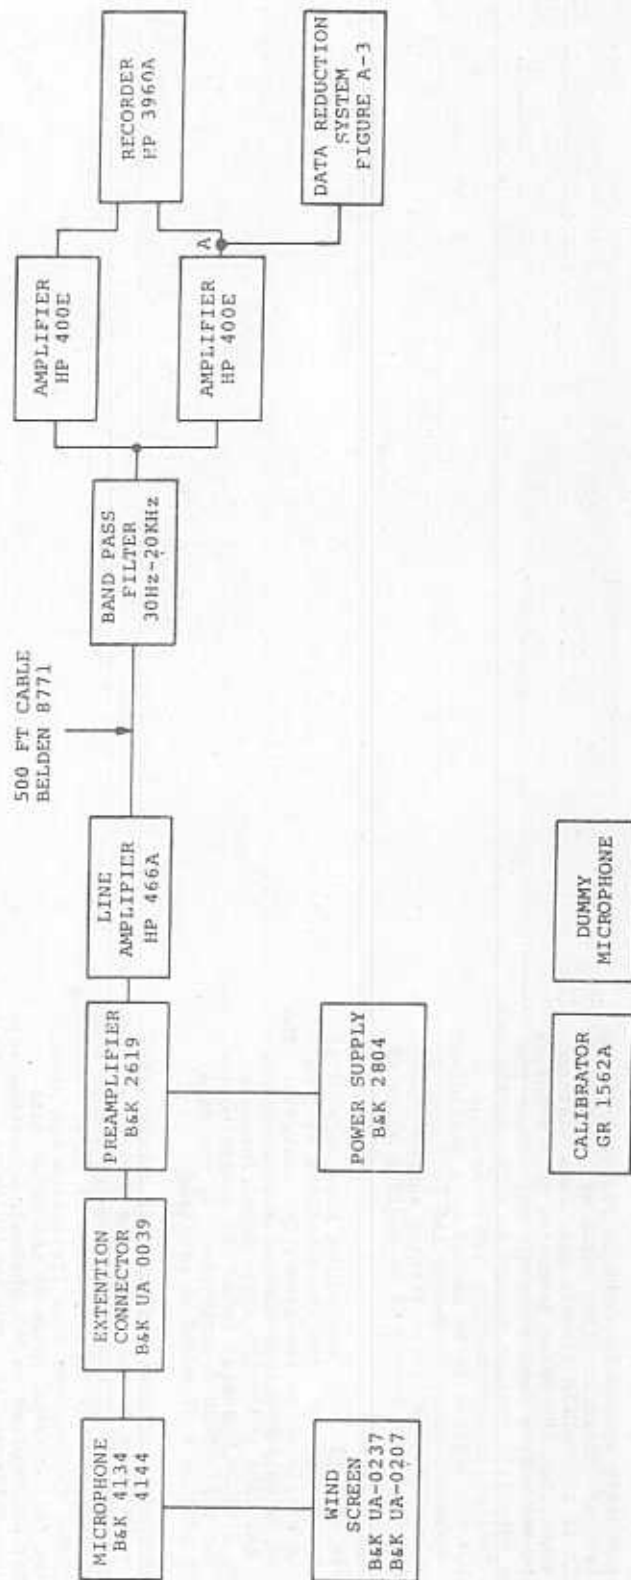 MICROPHONE
B&K 4134
4144
WIND
SCREEN
B&K UA-0237
B&K UA-0207
EXTENTION
CONNECTOR
B&K UA 0039
PREAMPLIFIER
B&K 2619
POWER SUPPLY
B&K 2804
LINE
AMPLIFIER
HP 466A
500 FT CABLE
BELDEN 8771
BAND PASS
FILTER
30Hz-20KHz
AMPLIFIER
HP 400E
AMPLIFIER
HP 400E
A
RECORDER
HP 3960A
DATA REDUCTION
SYSTEM
FIGURE A-3
CALIBRATOR
GR 1562A
DUMMY
MICROPHONE